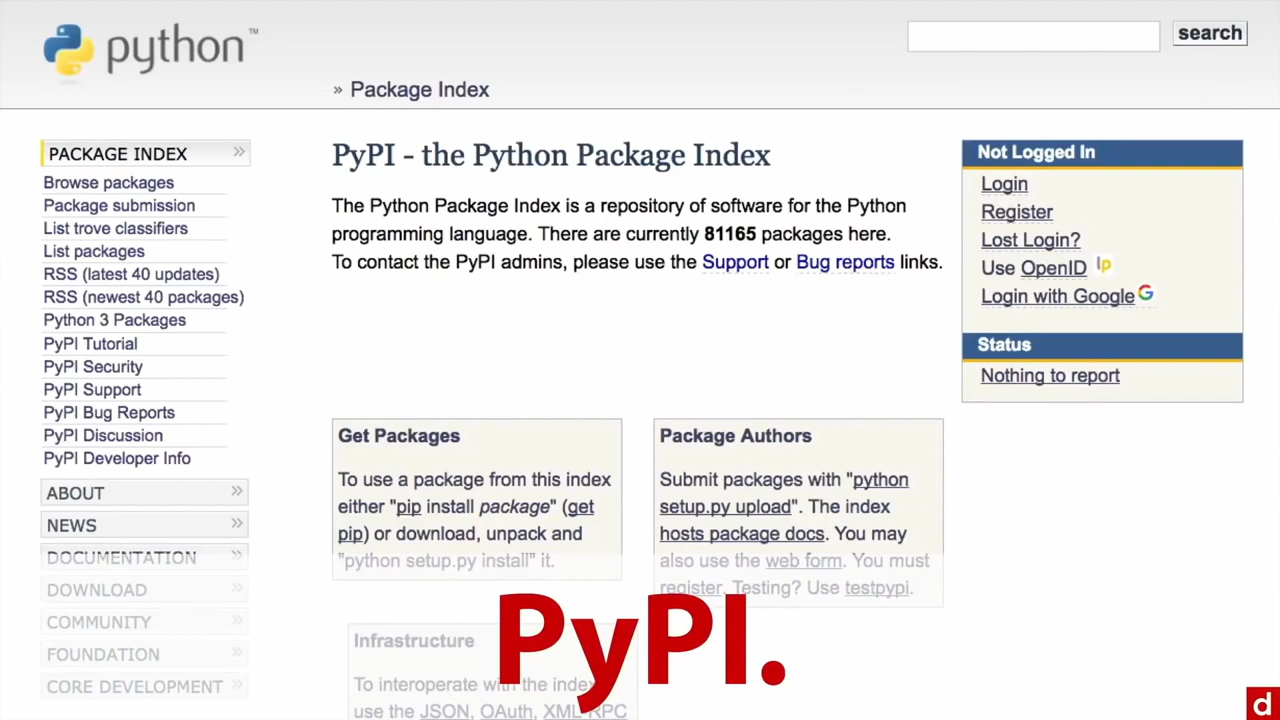 python™
search
» Package Index
PACKAGE INDEX »
Browse packages
Package submission
List trove classifiers
List packages
RSS (latest 40 updates)
RSS (newest 40 packages)
Python 3 Packages
PyPI Tutorial
PyPI Security
PyPI Support
PyPI Bug Reports
PyPI Discussion
PyPI Developer Info
ABOUT »
NEWS »
DOCUMENTATION »
DOWNLOAD »
COMMUNITY »
FOUNDATION »
CORE DEVELOPMENT »
PyPI - the Python Package Index
The Python Package Index is a repository of software for the Python
programming language. There are currently 81165 packages here.
To contact the PyPI admins, please use the Support or Bug reports links.
Get Packages
To use a package from this index
either "pip install package" (get
pip) or download, unpack and
"python setup.py install" it.
Package Authors
Submit packages with "python
setup.py upload". The index
hosts package docs. You may
also use the web form. You must
register. Testing? Use testpypi.
Infrastructure
To interoperate with the index
use the JSON, OAuth, XML-RPC
Not Logged In
Login
Register
Lost Login?
Use OpenID
Login with Google
Status
Nothing to report
PyPI.
d